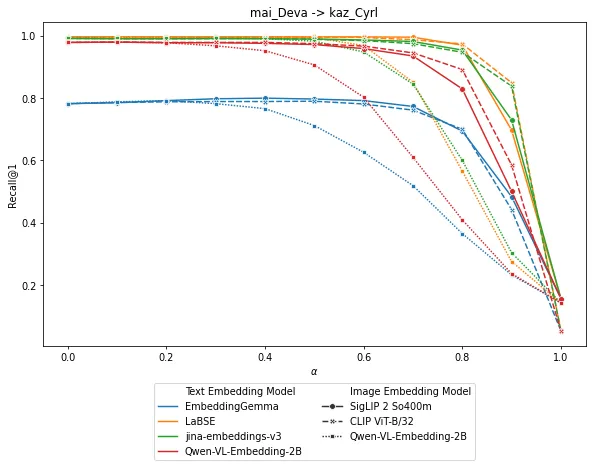 mai_Deva -> kaz_Cyrl
1.0
0.8
0.6
0.4
0.2
Recall@1
0.0 0.2 0.4 0.6 0.8 1.0
α
Text Embedding Model Image Embedding Model
EmbeddingGemma SigLIP 2 So400m
LaBSE CLIP ViT-B/32
jina-embeddings-v3 Qwen-VL-Embedding-2B
Qwen-VL-Embedding-2B